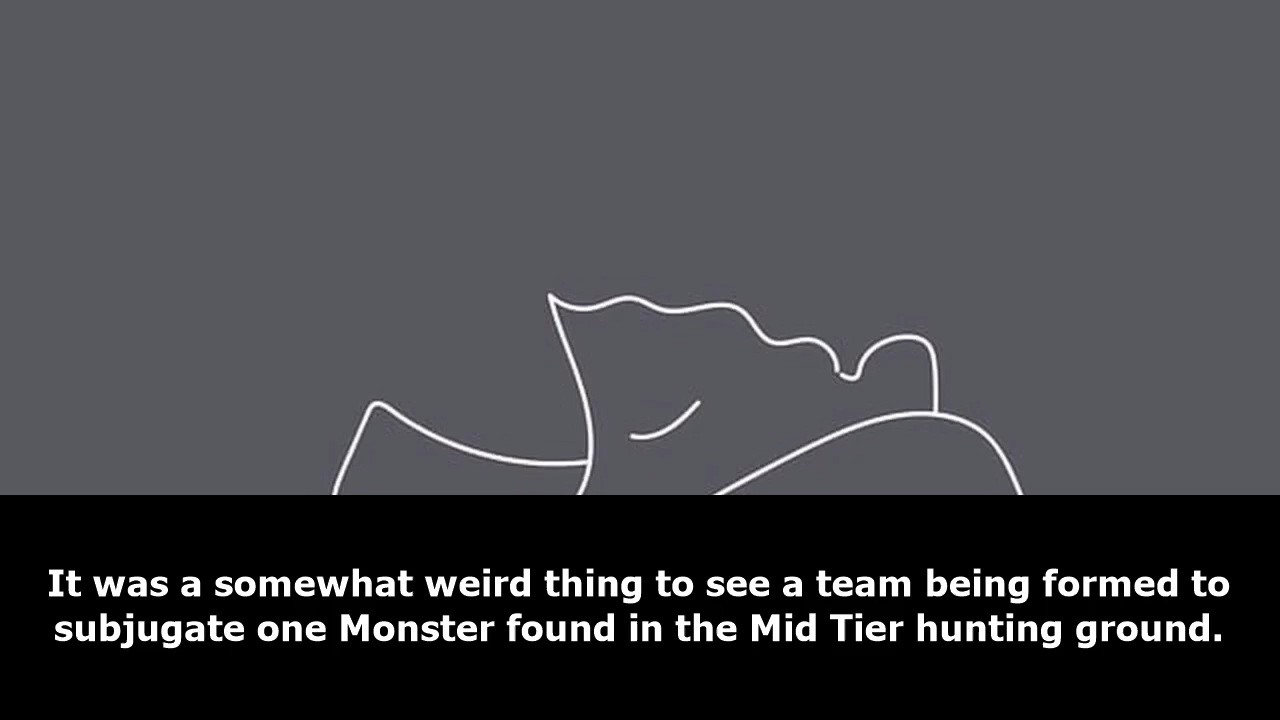 It was a somewhat weird thing to see a team being formed to
subjugate one Monster found in the Mid Tier hunting ground.